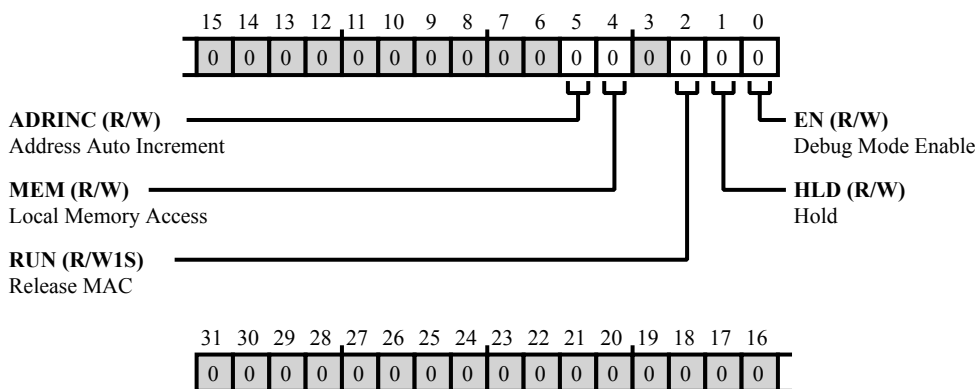 15 14 13 12 11 10 9 8 7 6 5 4 3 2 1 0
0 0 0 0 0 0 0 0 0 0 0 0 0 0 0 0
ADRINC (R/W)
Address Auto Increment
EN (R/W)
Debug Mode Enable
MEM (R/W)
Local Memory Access
HLD (R/W)
Hold
RUN (R/W1S)
Release MAC
31 30 29 28 27 26 25 24 23 22 21 20 19 18 17 16
0 0 0 0 0 0 0 0 0 0 0 0 0 0 0 0